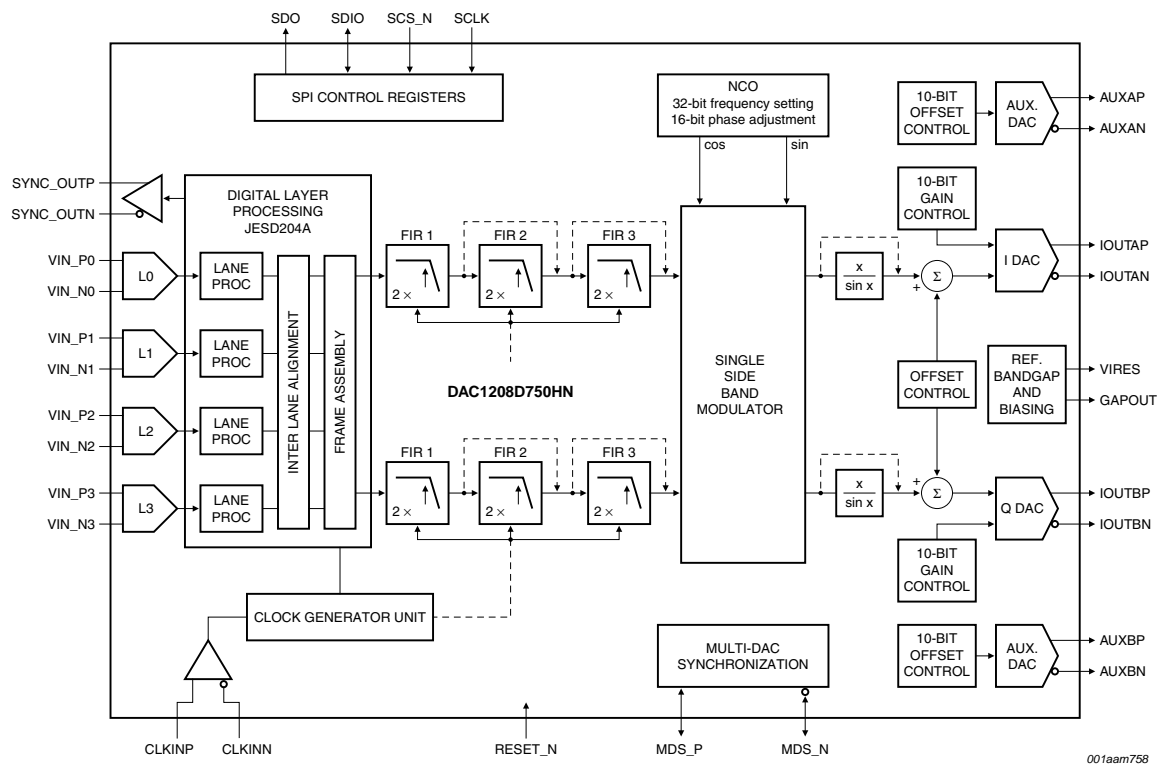 SDO SDIO SCS_N SCLK
SPI CONTROL REGISTERS
NCO
32-bit frequency setting
16-bit phase adjustment
cos sin
10-BIT
OFFSET
CONTROL
AUX.
DAC
AUXAP
AUXAN
SYNC_OUTP
SYNC_OUTN
DIGITAL LAYER
PROCESSING
JESD204A
VIN_P0
VIN_N0
L0
LANE
PROC
VIN_P1
VIN_N1
L1
LANE
PROC
VIN_P2
VIN_N2
L2
LANE
PROC
VIN_P3
VIN_N3
L3
LANE
PROC
INTER LANE ALIGNMENT
FRAME ASSEMBLY
FIR 1 FIR 2 FIR 3
2 × 2 × 2 ×
DAC1208D750HN
FIR 1 FIR 2 FIR 3
2 × 2 × 2 ×
SINGLE
SIDE
BAND
MODULATOR
x
sin x
+
Σ
10-BIT
GAIN
CONTROL
I DAC
IOUTAP
IOUTAN
OFFSET
CONTROL
REF.
BANDGAP
AND
BIASING
VIRES
GAPOUT
x
sin x
+
Σ
Q DAC
IOUTBP
IOUTBN
10-BIT
GAIN
CONTROL
CLOCK GENERATOR UNIT
MULTI-DAC
SYNCHRONIZATION
10-BIT
OFFSET
CONTROL
AUX.
DAC
AUXBP
AUXBN
CLKINP CLKINN RESET_N MDS_P MDS_N
001aam758